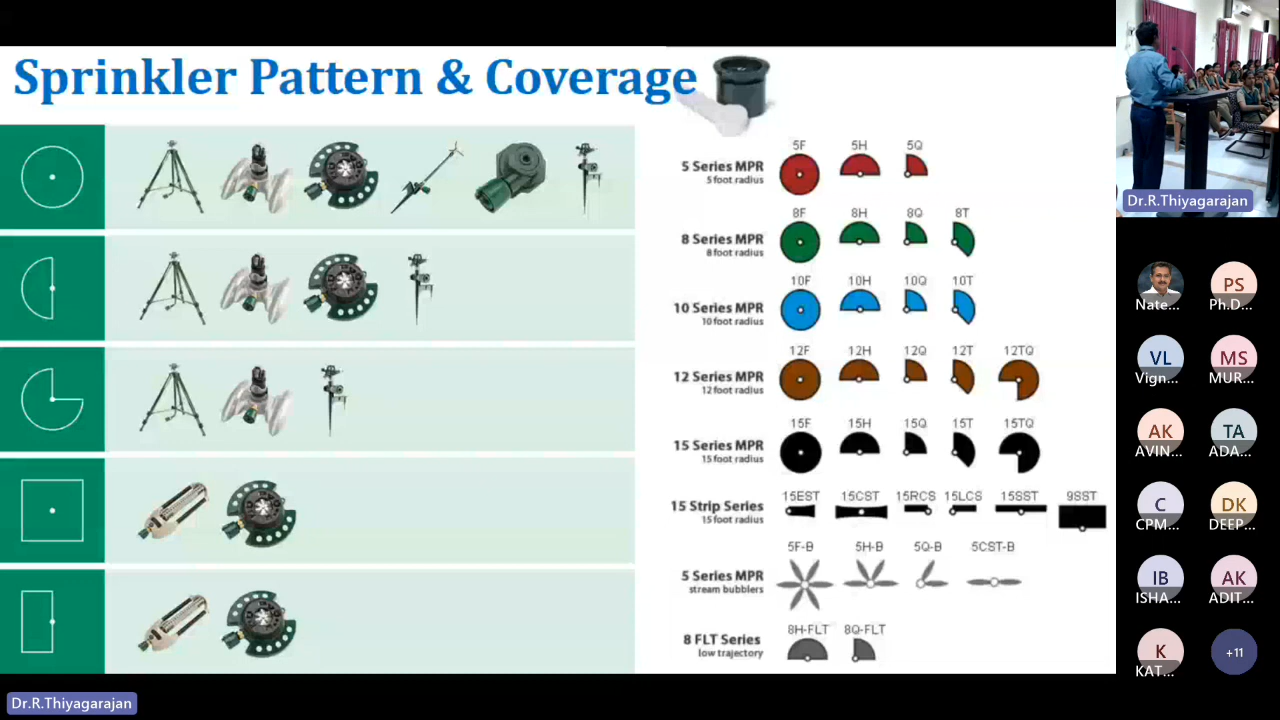 Sprinkler Pattern & Coverage
5F 5H 5Q
5 Series MPR
5 foot radius
8F 8H 8Q 8T
8 Series MPR
8 foot radius
10F 10H 10Q 10T
10 Series MPR
10 foot radius
12F 12H 12Q 12T 12TQ
12 Series MPR
12 foot radius
15F 15H 15Q 15T 15TQ
15 Series MPR
15 foot radius
15EST 15CST 15RCS 15LCS 15SST 9SST
15 Strip Series
15 foot radius
5F-B 5H-B 5Q-B 5CST-B
5 Series MPR
stream bubblers
8H-FLT 8Q-FLT
8 FLT Series
low trajectory
Dr.R.Thiyagarajan
Nate...
PS
Ph.D...
VL
Vign...
MS
MUR...
AK
AVIN...
TA
ADA...
C
CPM...
DK
DEEP...
IB
ISHA...
AK
ADIT...
K
KAT...
+11
Dr.R.Thiyagarajan